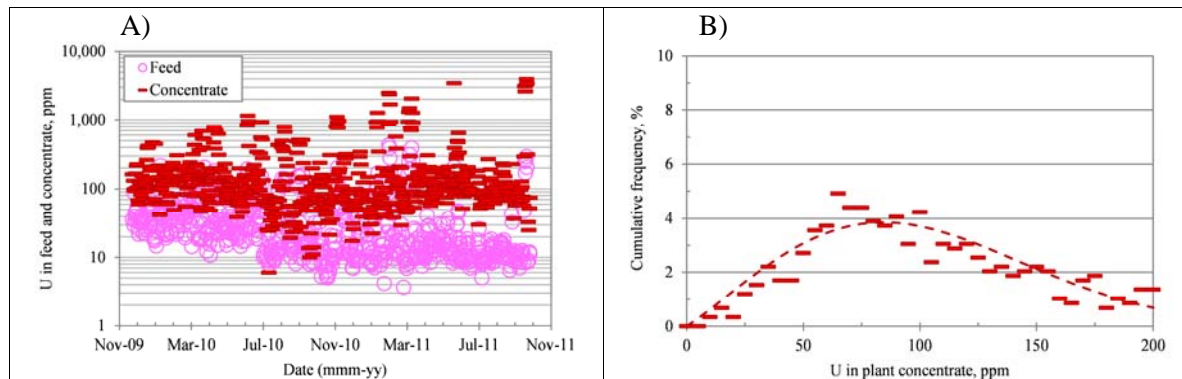 A)
10,000
1,000
100
10
1
U in feed and concentrate, ppm
Feed
Concentrate
Nov-09 Mar-10 Jul-10 Nov-10 Mar-11 Jul-11 Nov-11
Date (mmm-yy)
B)
10
8
6
4
2
0
Cumulative frequency, %
0 50 100 150 200
U in plant concentrate, ppm